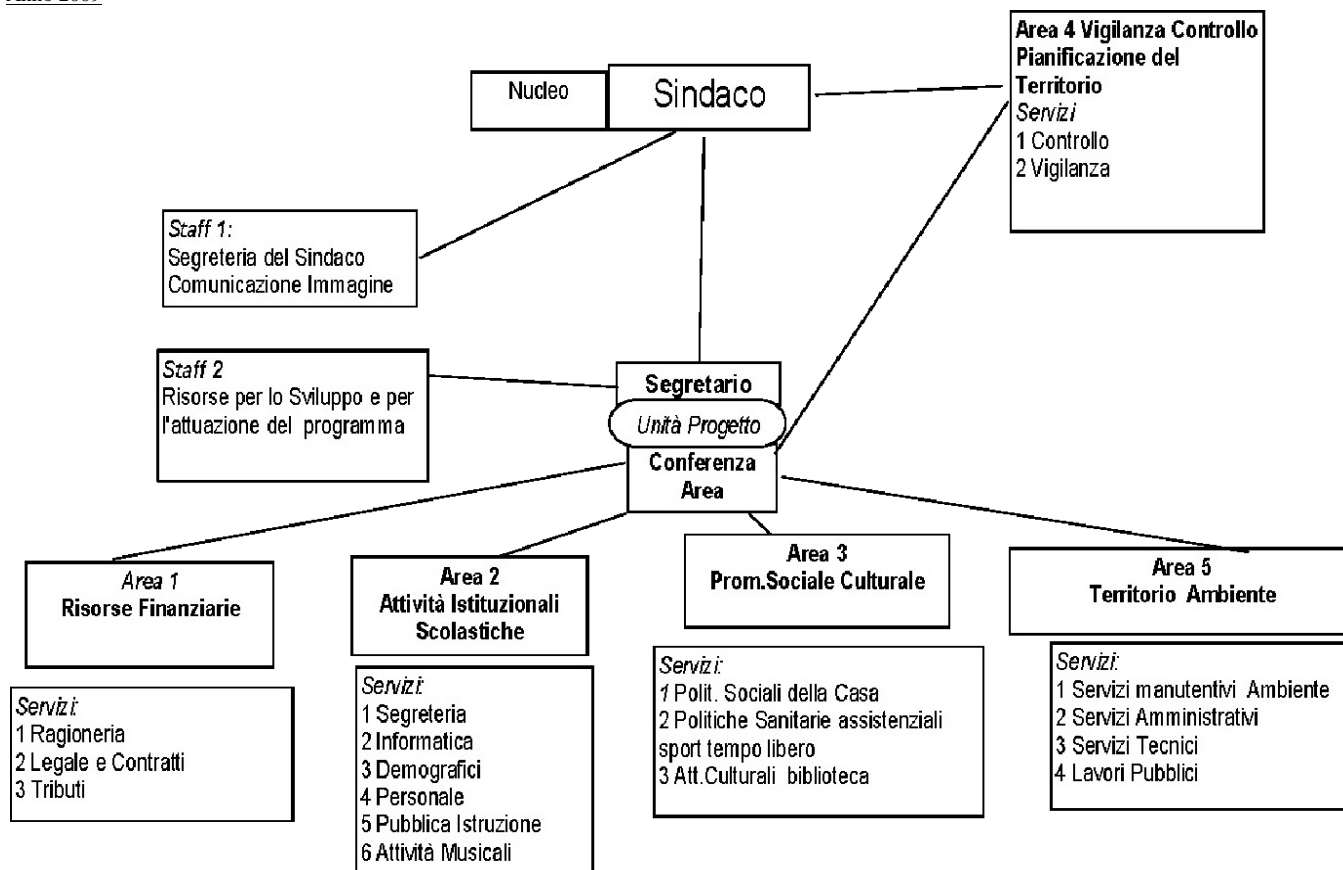 Anno 2009
Area 4 Vigilanza Controllo
Pianificazione del
Territorio
Servizi
1 Controllo
2 Vigilanza
Nucleo
Sindaco
Staff 1:
Segreteria del Sindaco
Comunicazione Immagine
Staff 2
Risorse per lo Sviluppo e per
l'attuazione del programma
Segretario
Unità Progetto
Conferenza
Area
Area 1
Risorse Finanziarie
Servizi:
1 Ragioneria
2 Legale e Contratti
3 Tributi
Area 2
Attività Istituzionali
Scolastiche
Servizi:
1 Segreteria
2 Informatica
3 Demografici
4 Personale
5 Pubblica Istruzione
6 Attività Musicali
Area 3
Prom.Sociale Culturale
Servizi:
1 Polit. Sociali della Casa
2 Politiche Sanitarie assistenziali
sport tempo libero
3 Att.Culturali biblioteca
Area 5
Territorio Ambiente
Servizi:
1 Servizi manutentivi Ambiente
2 Servizi Amministrativi
3 Servizi Tecnici
4 Lavori Pubblici